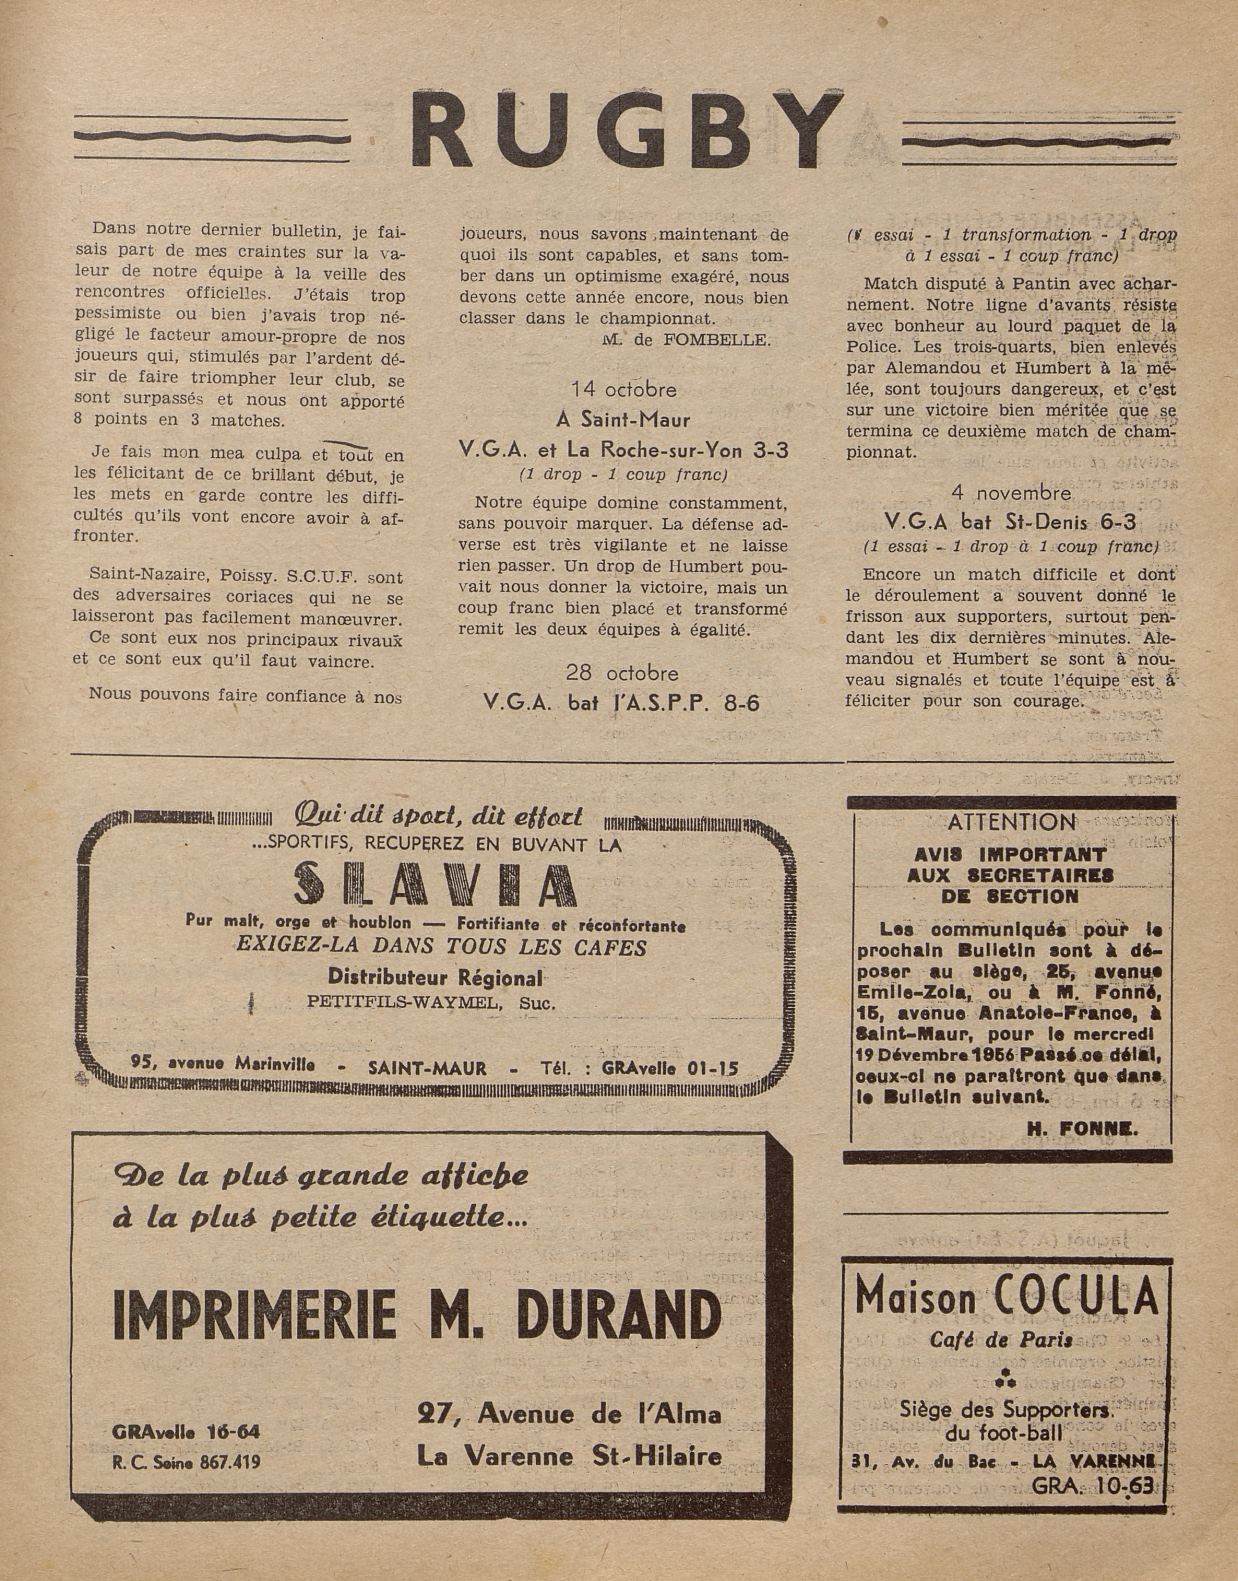 RUGBY
Dans notre dernier bulletin, je fai-
sais part de mes craintes sur la va-
leur de notre équipe à la veille des
rencontres officielles. J'étais trop
pessimiste ou bien j'avais trop né-
gligé le facteur amour-propre de nos
joueurs qui, stimulés par l'ardent dé-
sir de faire triompher leur club, se
sont surpassés et nous ont apporté
8 points en 3 matches.
Je fais mon mea culpa et tout en
les félicitant de ce brillant début, je
les mets en garde contre les diffi-
cultés qu'ils vont encore avoir à af-
fronter.
Saint-Nazaire, Poissy. S.C.U.F. sont
des adversaires coriaces qui ne se
laisseront pas facilement manœuvrer.
Ce sont eux nos principaux rivaux
et ce sont eux qu'il faut vaincre.
Nous pouvons faire confiance à nos
joueurs, nous savons maintenant de
quoi ils sont capables, et sans tom-
ber dans un optimisme exagéré, nous
devons cette année encore, nous bien
classer dans le championnat.
M. de FOMBELLE.
14 octobre
A Saint-Maur
V.G.A. et La Roche-sur-Yon 3-3
(1 drop - 1 coup franc)
Notre équipe domine constamment,
sans pouvoir marquer. La défense ad-
verse est très vigilante et ne laisse
rien passer. Un drop de Humbert pou-
vait nous donner la victoire, mais un
coup franc bien placé et transformé
remit les deux équipes à égalité.
28 octobre
V.G.A. bat l'A.S.P.P. 8-6
( essai - 1 transformation - 1 drop
à 1 essai - 1 coup franc)
Match disputé à Pantin avec achar-
nement. Notre ligne d'avants résiste
avec bonheur au lourd paquet de la
Police. Les trois-quarts, bien enlevés
par Alemandou et Humbert à la mê-
lée, sont toujours dangereux, et c'est
sur une victoire bien méritée que se
termina ce deuxième match de cham-
pionnat.
4 novembre
V.G.A bat St-Denis 6-3
(1 essai - 1 drop à 1 coup franc)
Encore un match difficile et dont
le déroulement a souvent donné le
frisson aux supporters, surtout pen-
dant les dix dernières minutes. Ale-
mandou et Humbert se sont à nou-
veau signalés et toute l'équipe est à
féliciter pour son courage.
Qui dit sport, dit effort
...SPORTIFS, RECUPEREZ EN BUVANT LA
SLAVIA
Pur malt, orge et houblon — Fortifiante et réconfortante
EXIGEZ-LA DANS TOUS LES CAFES
Distributeur Régional
PETITFILS-WAYMEL, Suc.
95, avenue Marinville - SAINT-MAUR - Tél. : GRAvelle 01-15
De la plus grande affiche
à la plus petite étiquette...
IMPRIMERIE M. DURAND
27, Avenue de l'Alma
La Varenne St-Hilaire
GRAvelle 16-64
R. C. Seine 867.419
ATTENTION
AVIS IMPORTANT
AUX SECRETAIRES
DE SECTION
Les communiqués pour le
prochain Bulletin sont à dé-
poser au siège, 25, avenue
Emile-Zola, ou à M. Fonné,
15, avenue Anatole-France, à
Saint-Maur, pour le mercredi
19 Dévembre 1956 Passé ce délai,
ceux-ci ne paraîtront que dans
le Bulletin suivant.
H. FONNE.
Maison COCULA
Café de Paris
Siège des Supporters
du foot-ball
31, Av. du Bac - LA VARENNE
GRA. 10-63